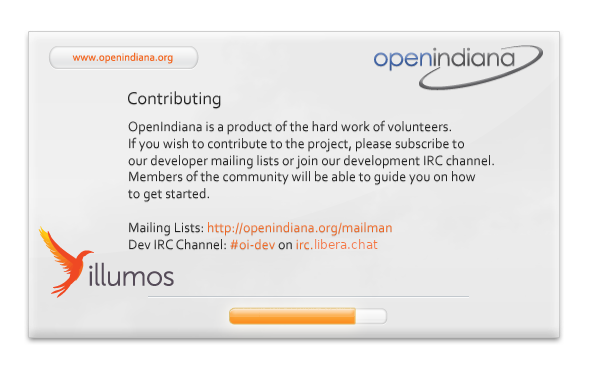 www.openindiana.org
openindiana
Contributing
OpenIndiana is a product of the hard work of volunteers.
If you wish to contribute to the project, please subscribe to
our developer mailing lists or join our development IRC channel.
Members of the community will be able to guide you on how
to get started.
Mailing Lists: http://openindiana.org/mailman
Dev IRC Channel: #oi-dev on irc.libera.chat
illumos